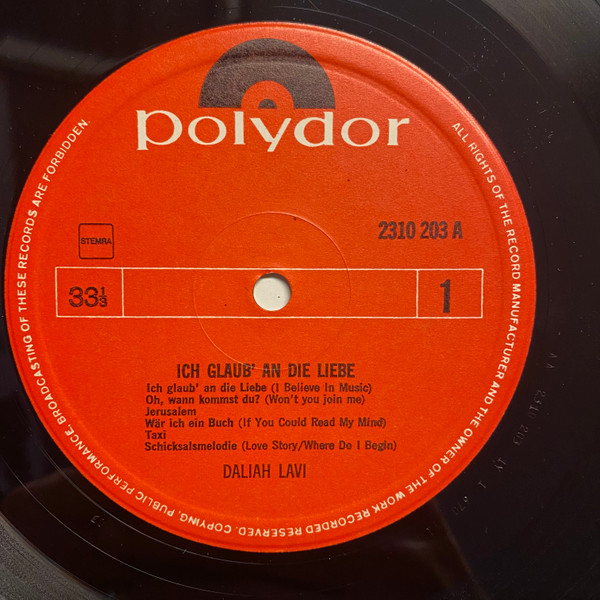 polydor
ALL RIGHTS OF THE RECORD MANUFACTURER AND THE OWNER OF THE WORK RECORDED RESERVED. COPYING, PUBLIC PERFORMANCE, BROADCASTING OF THESE RECORDS ARE FORBIDDEN.
2310 203 A
STEMRA
33 1/3
1
ICH GLAUB' AN DIE LIEBE
Ich glaub' an die Liebe (I Believe In Music)
Oh, wann kommst du? (Won't you join me)
Jerusalem
Wär ich ein Buch (If You Could Read My Mind)
Taxi
Schicksalsmelodie (Love Story/Where Do I Begin)
DALIAH LAVI